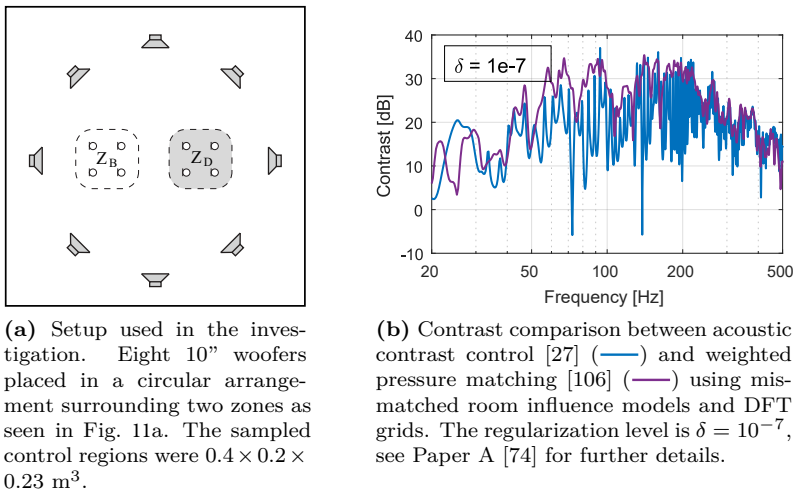 Z_B
Z_D
δ = 1e-7
40
30
20
10
0
-10
Contrast [dB]
20
50
100
200
500
Frequency [Hz]
(a) Setup used in the inves-
tigation. Eight 10” woofers
placed in a circular arrange-
ment surrounding two zones as
seen in Fig. 11a. The sampled
control regions were 0.4 × 0.2 ×
0.23 m³.
(b) Contrast comparison between acoustic
contrast control [27] (——) and weighted
pressure matching [106] (——) using mis-
matched room influence models and DFT
grids. The regularization level is δ = 10⁻⁷,
see Paper A [74] for further details.